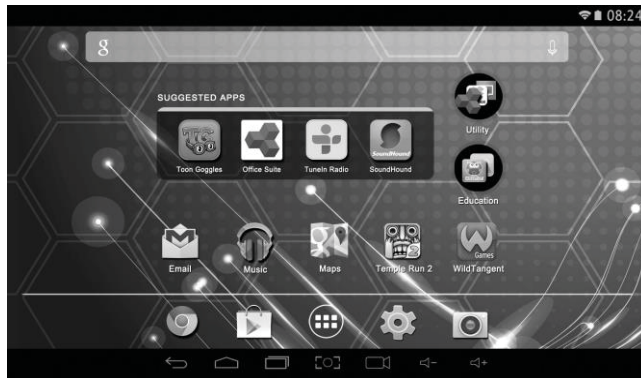 08:24
g
SUGGESTED APPS
Toon Goggles Office Suite TuneIn Radio SoundHound
SoundHound
Utility
Education
Email Music Maps Temple Run 2 WildTangent
2
Games